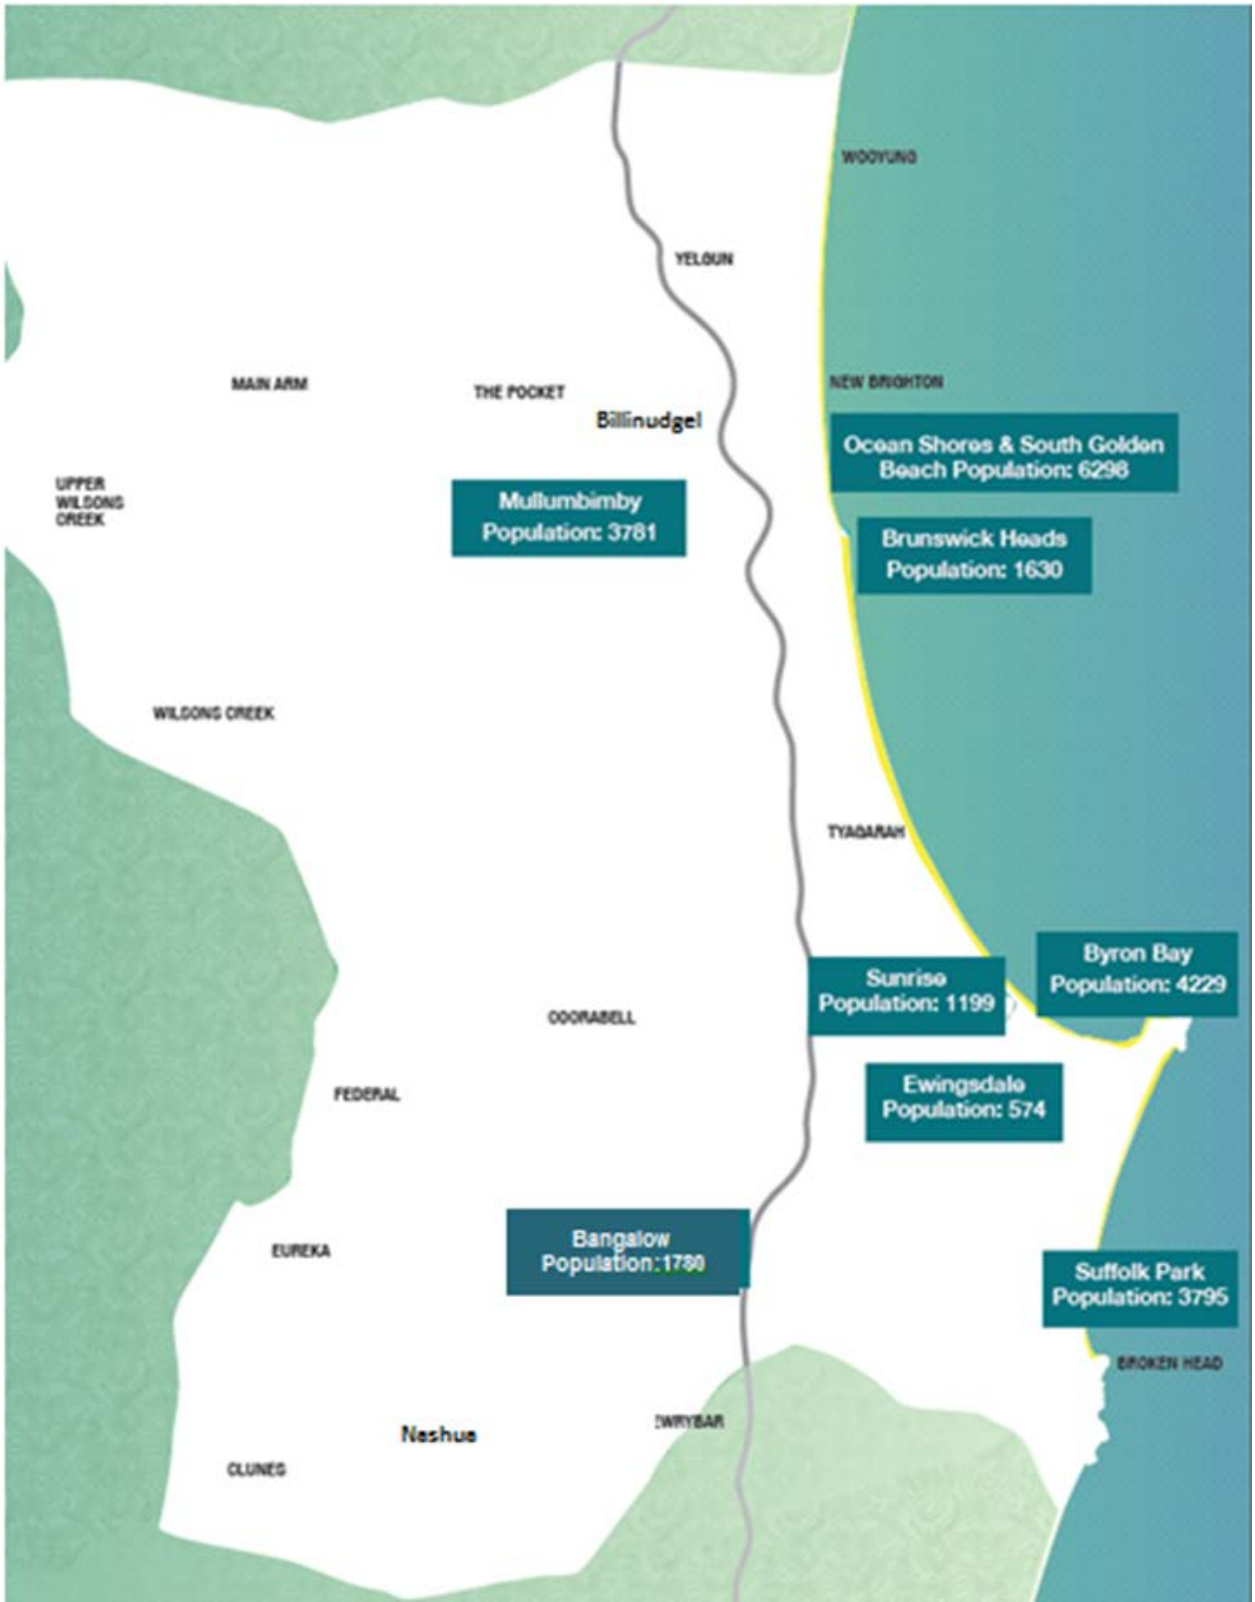 WOOYUNG
YELGUN
MAIN ARM
THE POCKET
NEW BRIGHTON
Billinudgel
Ocean Shores & South Golden
Beach Population: 6298
UPPER
WILSONS
CREEK
Mullumbimby
Population: 3781
Brunswick Heads
Population: 1630
WILSONS CREEK
TYAGARAH
Byron Bay
Population: 4229
Sunrise
Population: 1199
COORABELL
Ewingsdale
Population: 574
FEDERAL
Bangalow
Population:1780
EUREKA
Suffolk Park
Population: 3795
BROKEN HEAD
EWRYBAR
Nashua
CLUNES